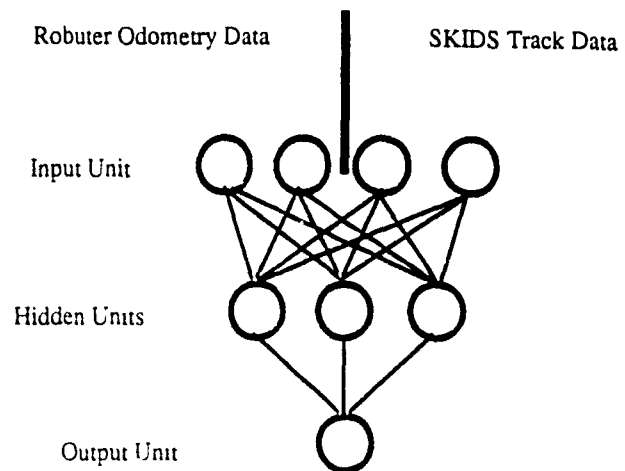 Robuter Odometry Data
SKIDS Track Data
Input Unit
Hidden Units
Output Unit